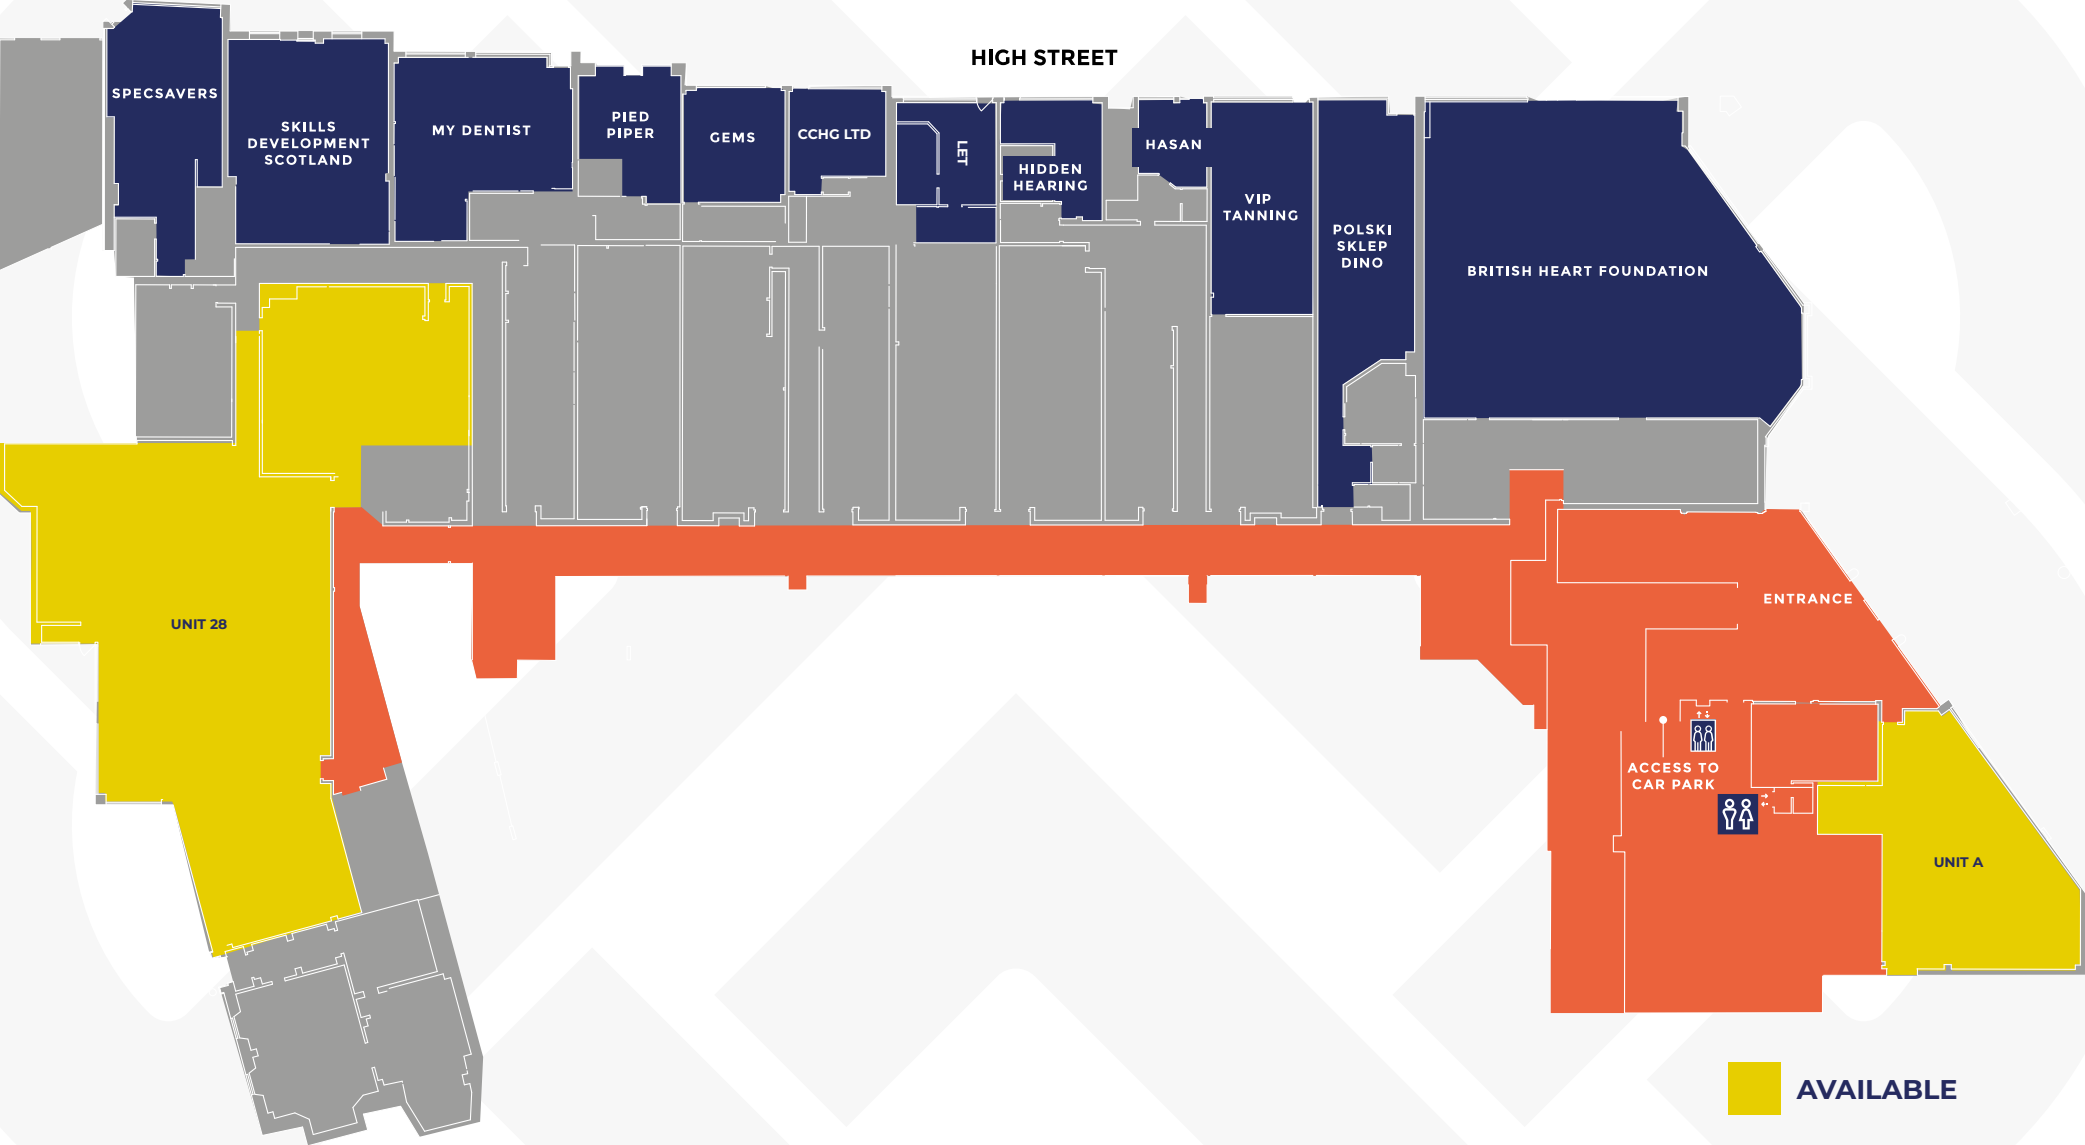 HIGH STREET
SPECSAVERS
SKILLS
DEVELOPMENT
SCOTLAND
MY DENTIST
PIED
PIPER
GEMS
CCHG LTD
LET
HIDDEN
HEARING
HASAN
VIP
TANNING
POLSKI
SKLEP
DINO
BRITISH HEART FOUNDATION
UNIT 28
ENTRANCE
ACCESS TO
CAR PARK
UNIT A
AVAILABLE